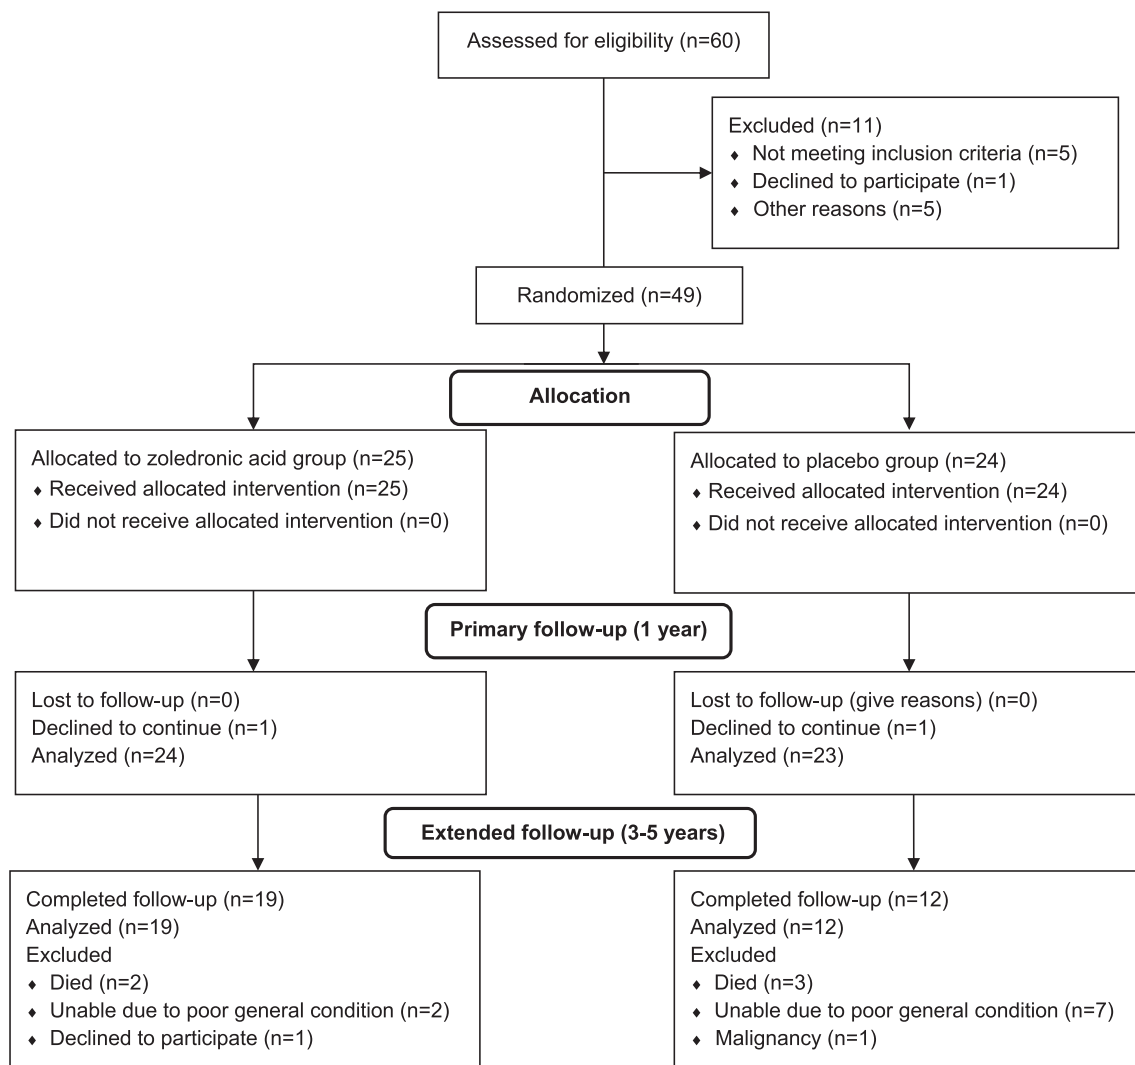 Assessed for eligibility (n=60)
Excluded (n=11)
♦ Not meeting inclusion criteria (n=5)
♦ Declined to participate (n=1)
♦ Other reasons (n=5)
Randomized (n=49)
Allocation
Allocated to zoledronic acid group (n=25)
♦ Received allocated intervention (n=25)
♦ Did not receive allocated intervention (n=0)
Allocated to placebo group (n=24)
♦ Received allocated intervention (n=24)
♦ Did not receive allocated intervention (n=0)
Primary follow-up (1 year)
Lost to follow-up (n=0)
Declined to continue (n=1)
Analyzed (n=24)
Lost to follow-up (give reasons) (n=0)
Declined to continue (n=1)
Analyzed (n=23)
Extended follow-up (3-5 years)
Completed follow-up (n=19)
Analyzed (n=19)
Excluded
♦ Died (n=2)
♦ Unable due to poor general condition (n=2)
♦ Declined to participate (n=1)
Completed follow-up (n=12)
Analyzed (n=12)
Excluded
♦ Died (n=3)
♦ Unable due to poor general condition (n=7)
♦ Malignancy (n=1)